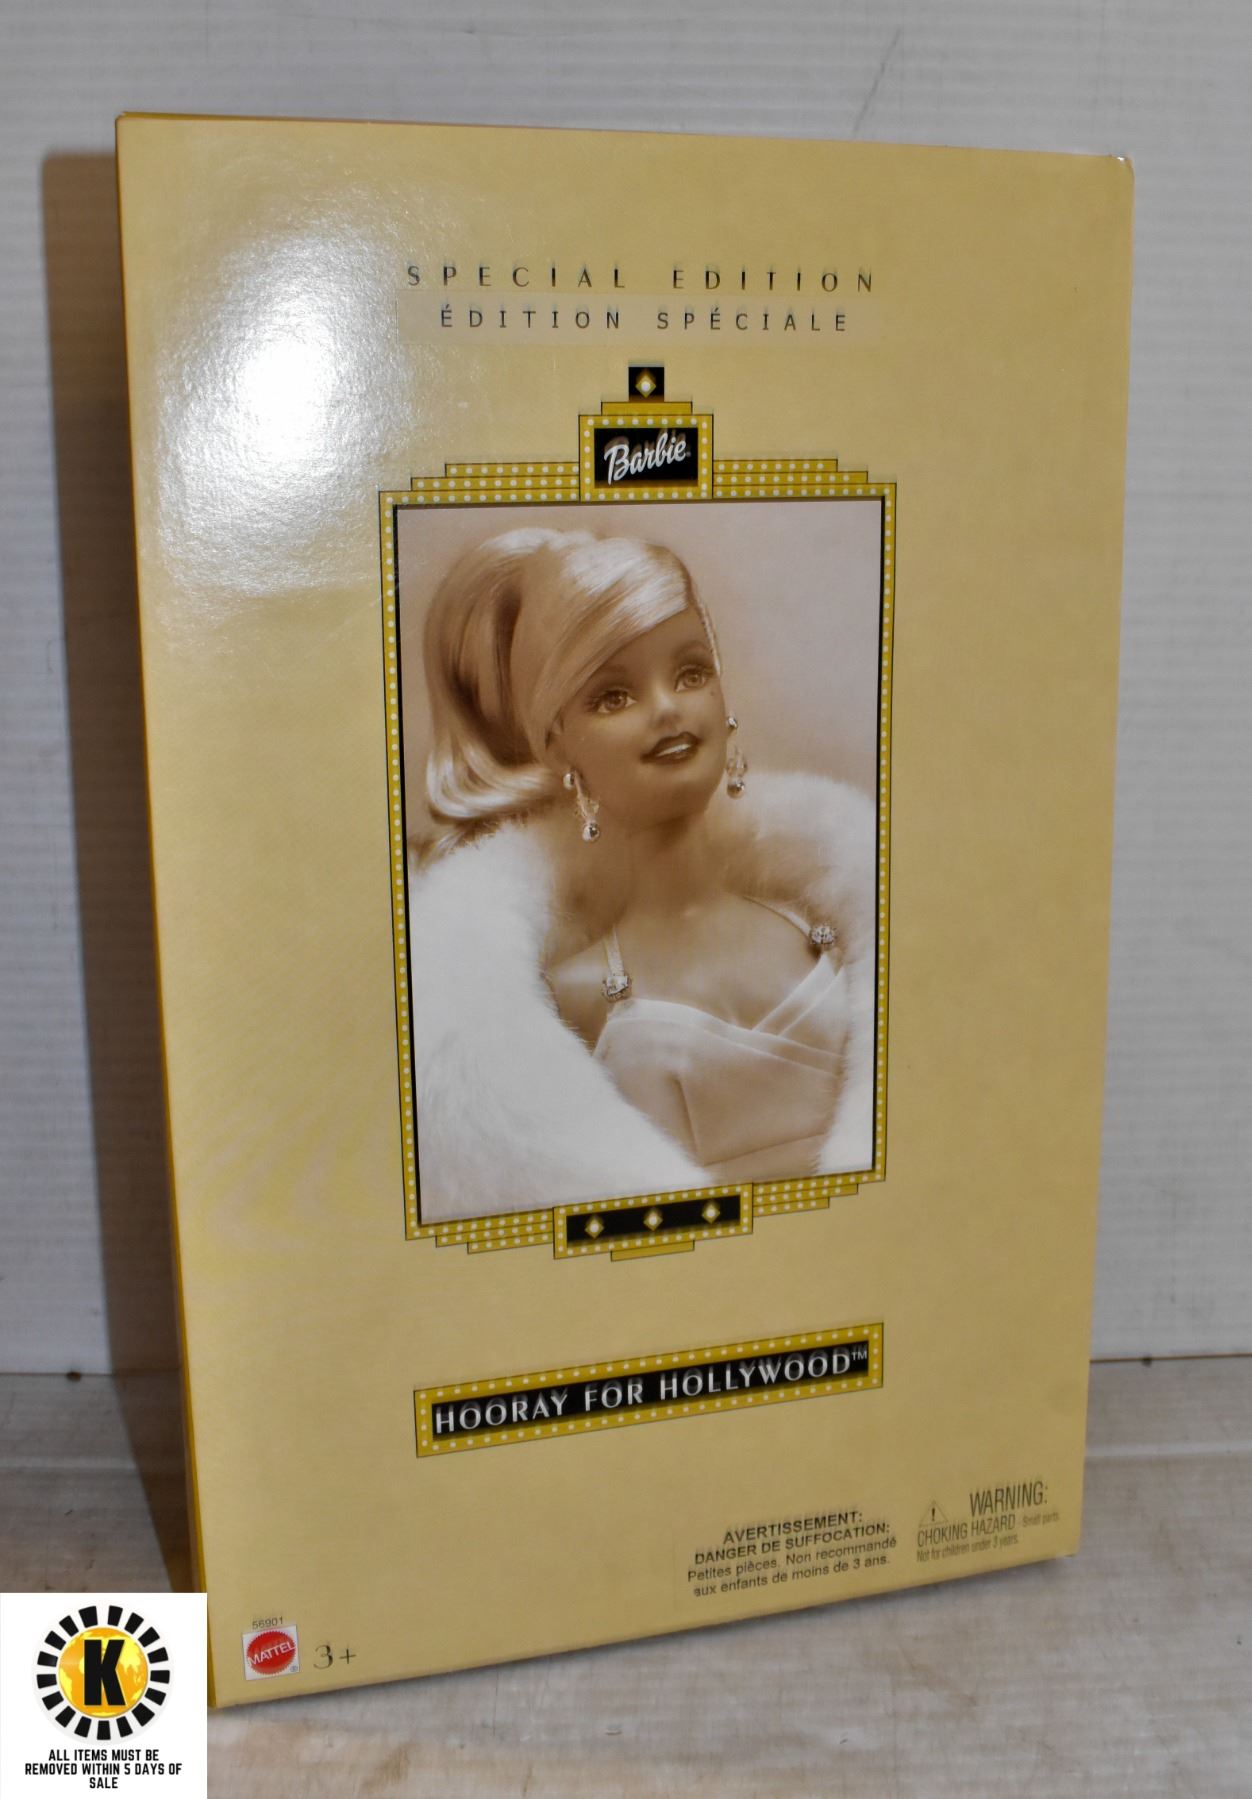 SPECIAL EDITION
ÉDITION SPÉCIALE
Barbie
HOORAY FOR HOLLYWOOD™
AVERTISSEMENT:
DANGER DE SUFFOCATION:
Petites pièces. Non recommandé
aux enfants de moins de 3 ans.
WARNING:
CHOKING HAZARD - Small parts.
Not for children under 3 years.
56901
MATTEL®
3+
K
ALL ITEMS MUST BE
REMOVED WITHIN 5 DAYS OF
SALE